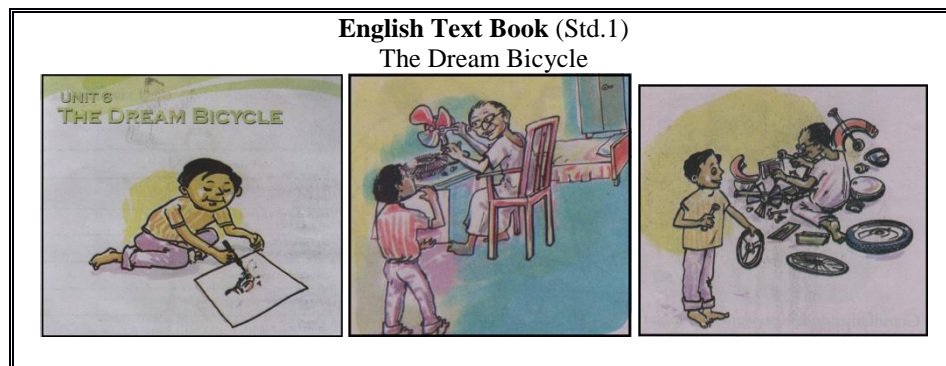 English Text Book (Std.1)
The Dream Bicycle
UNIT 6
THE DREAM BICYCLE